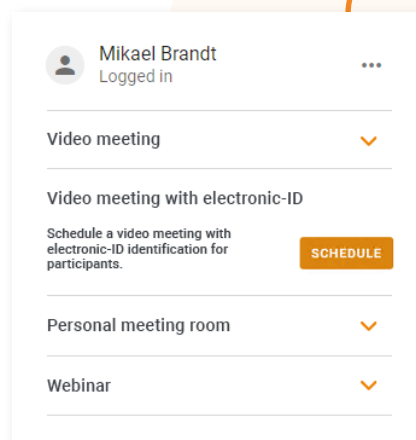 Mikael Brandt
Logged in
Video meeting
Video meeting with electronic-ID
Schedule a video meeting with
electronic-ID identification for
participants.
SCHEDULE
Personal meeting room
Webinar